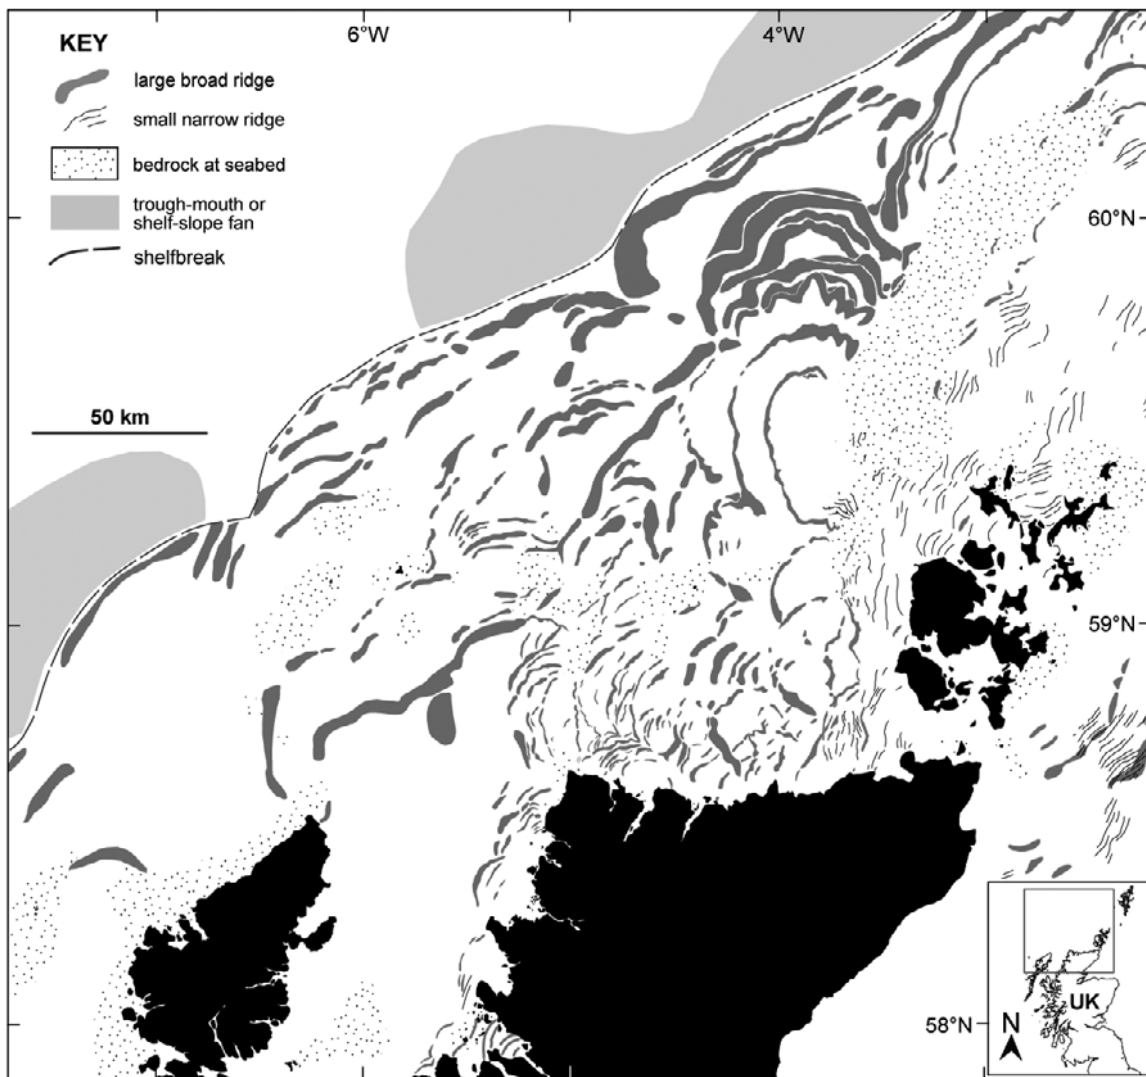 6°W
4°W
KEY
large broad ridge
small narrow ridge
bedrock at seabed
trough-mouth or
shelf-slope fan
shelfbreak
60°N
50 km
59°N
58°N
N
UK